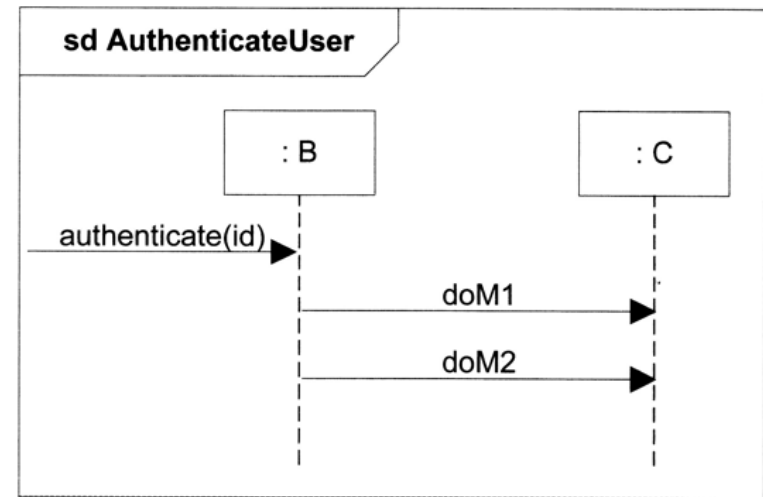 sd AuthenticateUser
: B
: C
authenticate(id)
doM1
doM2